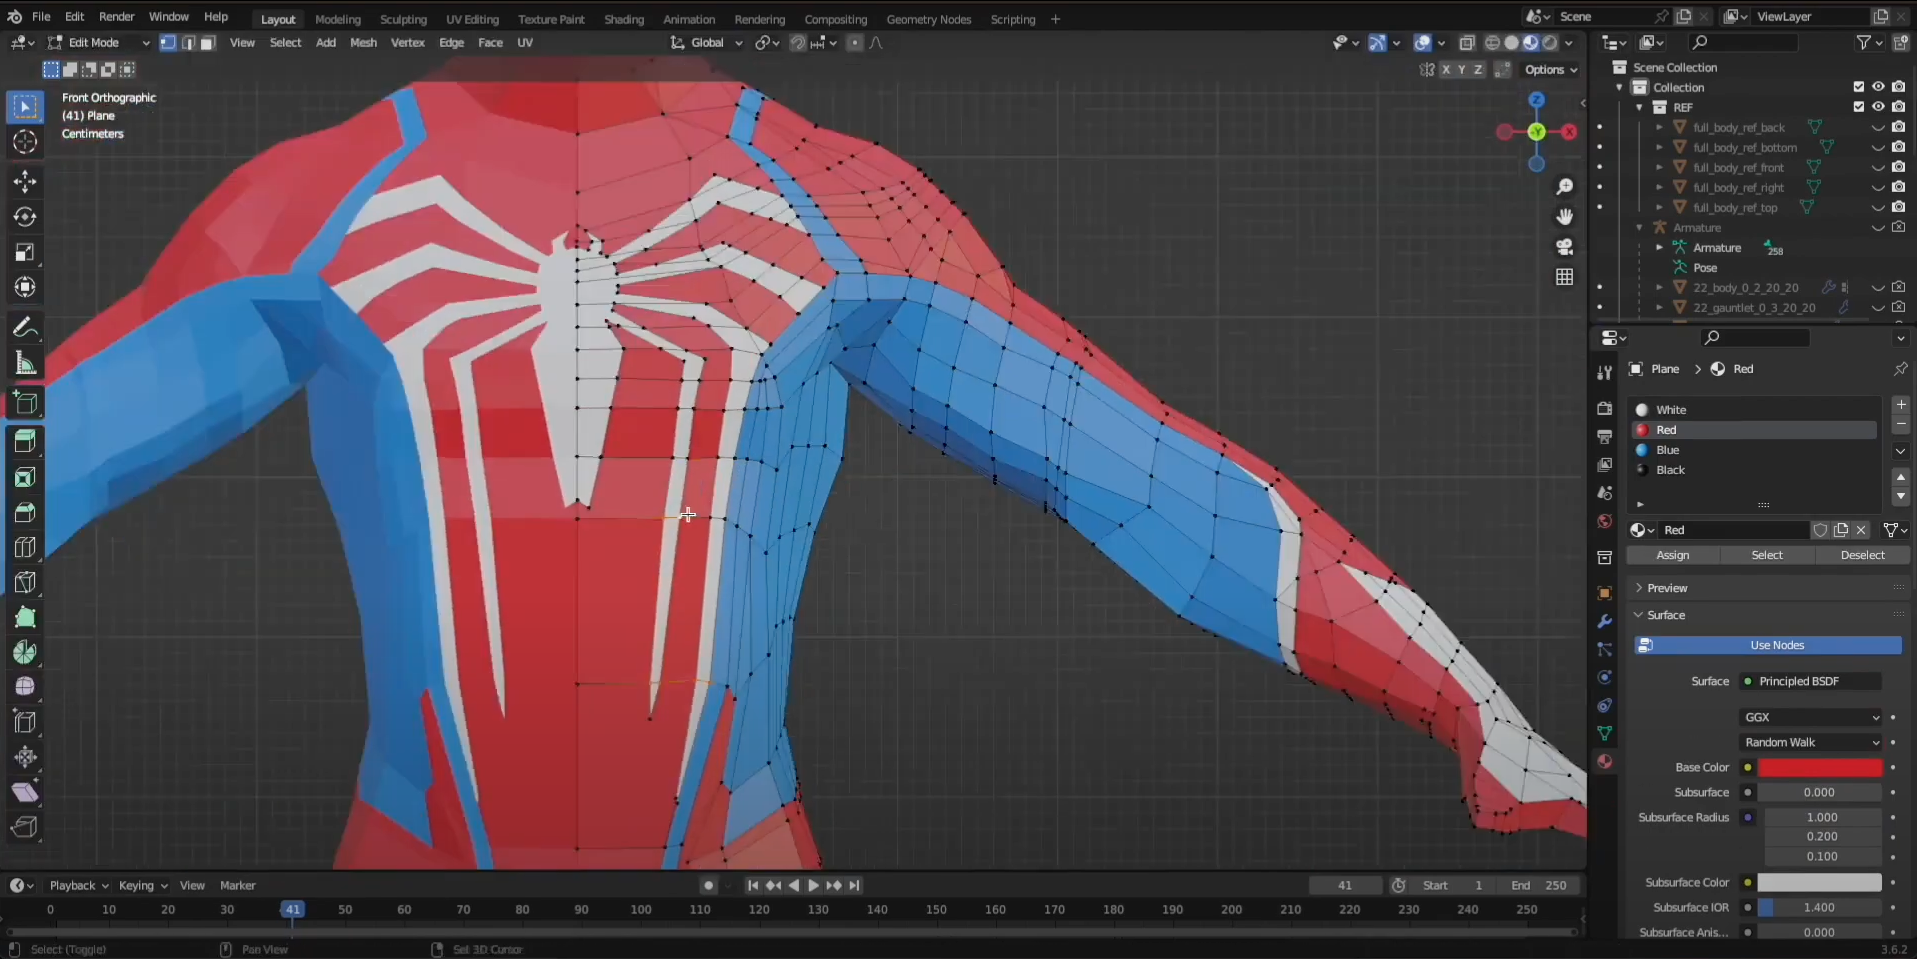 File Edit Render Window Help Layout Modeling Sculpting UV Editing Texture Paint Shading Animation Rendering Compositing Geometry Nodes Scripting + Scene ViewLayer
Edit Mode View Select Add Mesh Vertex Edge Face UV Global
X Y Z Options
Front Orthographic
(41) Plane
Centimeters
Z
Y
X
Scene Collection
Collection
REF
full_body_ref_back
full_body_ref_bottom
full_body_ref_front
full_body_ref_right
full_body_ref_top
Armature
Armature 258
Pose
22_body_0_2_20_20
22_gauntlet_0_3_20_20
Plane > Red
White
Red
Blue
Black
Red
Assign Select Deselect
Preview
Surface
Use Nodes
Surface Principled BSDF
GGX
Random Walk
Base Color
Subsurface 0.000
Subsurface Radius 1.000
0.200
0.100
Subsurface Color
Subsurface IOR 1.400
Subsurface Anis... 0.000
Playback Keying View Marker 41 Start 1 End 250
0 10 20 30 41 50 60 70 80 90 100 110 120 130 140 150 160 170 180 190 200 210 220 230 240 250
Select (Toggle) Pan View Set 3D Cursor 3.6.2